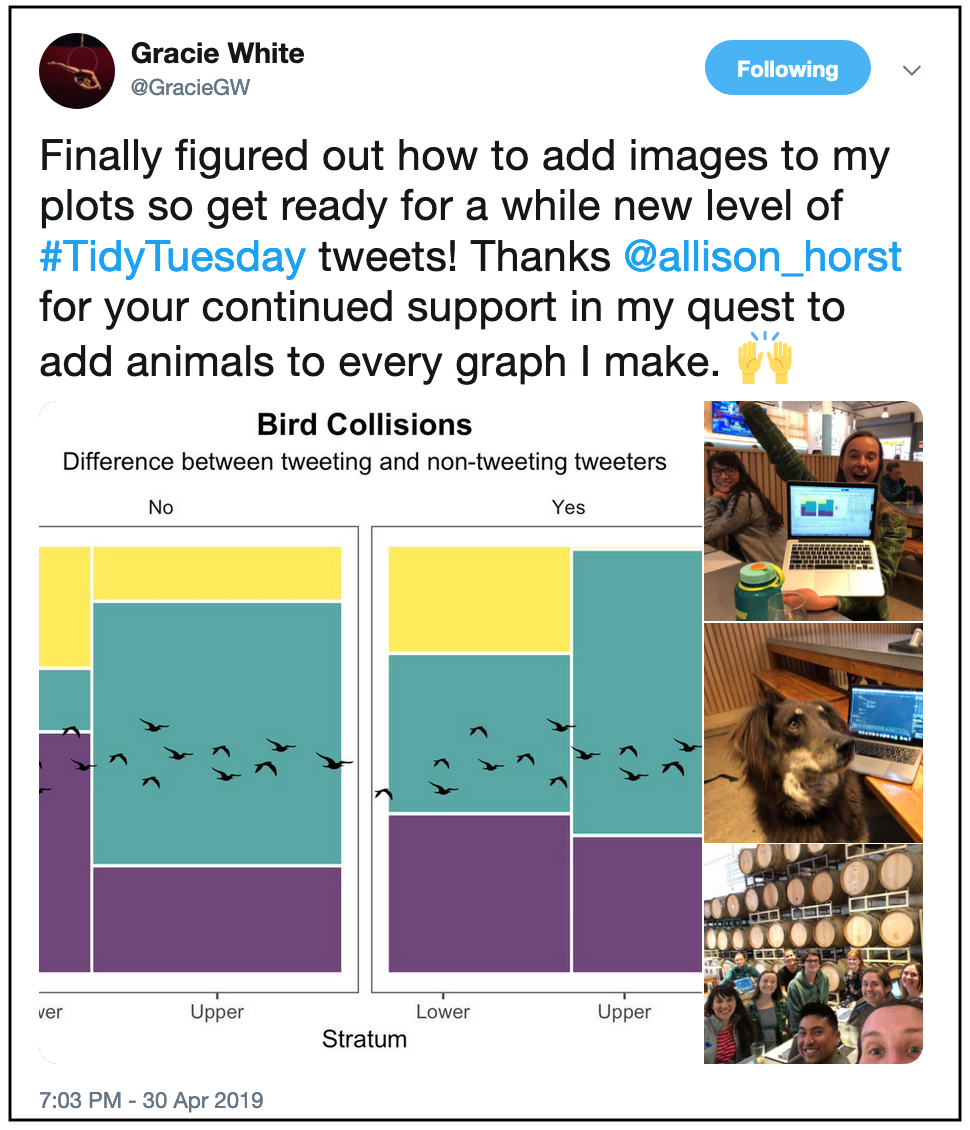 Gracie White
@GracieGW
Following
Finally figured out how to add images to my
plots so get ready for a while new level of
#TidyTuesday tweets! Thanks @allison_horst
for your continued support in my quest to
add animals to every graph I make. 🙌
Bird Collisions
Difference between tweeting and non-tweeting tweeters
No Yes
ver Upper Lower Upper
Stratum
7:03 PM - 30 Apr 2019